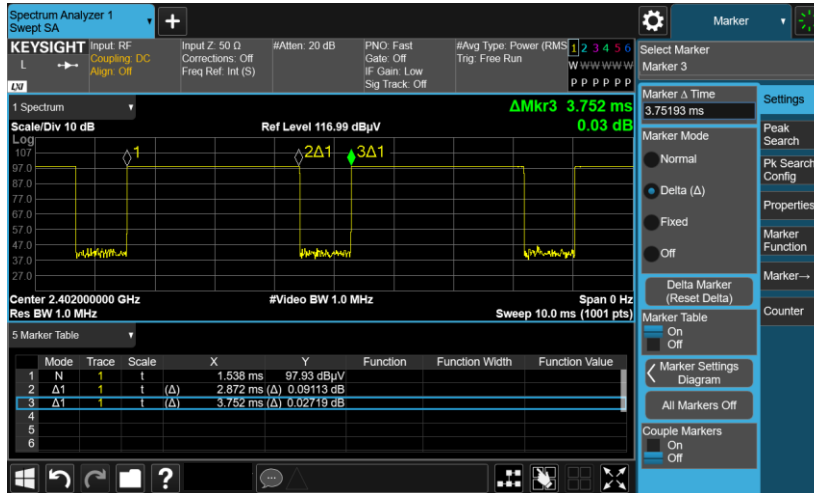 Spectrum Analyzer 1
Swept SA
+
Marker
KEYSIGHT Input: RF
L
Coupling: DC
Align: Off
LXI
Input Z: 50 Ω
Corrections: Off
Freq Ref: Int (S)
#Atten: 20 dB
PNO: Fast
Gate: Off
IF Gain: Low
Sig Track: Off
#Avg Type: Power (RMS
Trig: Free Run
1 2 3 4 5 6
W W W W W W
P P P P P P
Select Marker
Marker 3
1 Spectrum
ΔMkr3 3.752 ms
0.03 dB
Scale/Div 10 dB
Ref Level 116.99 dBµV
Log
107
97.0
87.0
77.0
67.0
57.0
47.0
37.0
27.0
1
2Δ1
3Δ1
Center 2.402000000 GHz
#Video BW 1.0 MHz
Span 0 Hz
Res BW 1.0 MHz
Sweep 10.0 ms (1001 pts)
5 Marker Table
Mode Trace Scale X Y Function Function Width Function Value
1 N 1 t 1.538 ms 97.93 dBµV
2 Δ1 1 t (Δ) 2.872 ms (Δ) 0.09113 dB
3 Δ1 1 t (Δ) 3.752 ms (Δ) 0.02719 dB
4
5
6
Marker Δ Time
3.75193 ms
Marker Mode
Normal
Delta (Δ)
Fixed
Off
Delta Marker
(Reset Delta)
Marker Table
On
Off
Marker Settings
Diagram
All Markers Off
Couple Markers
On
Off
Settings
Peak
Search
Pk Search
Config
Properties
Marker
Function
Marker→
Counter
?